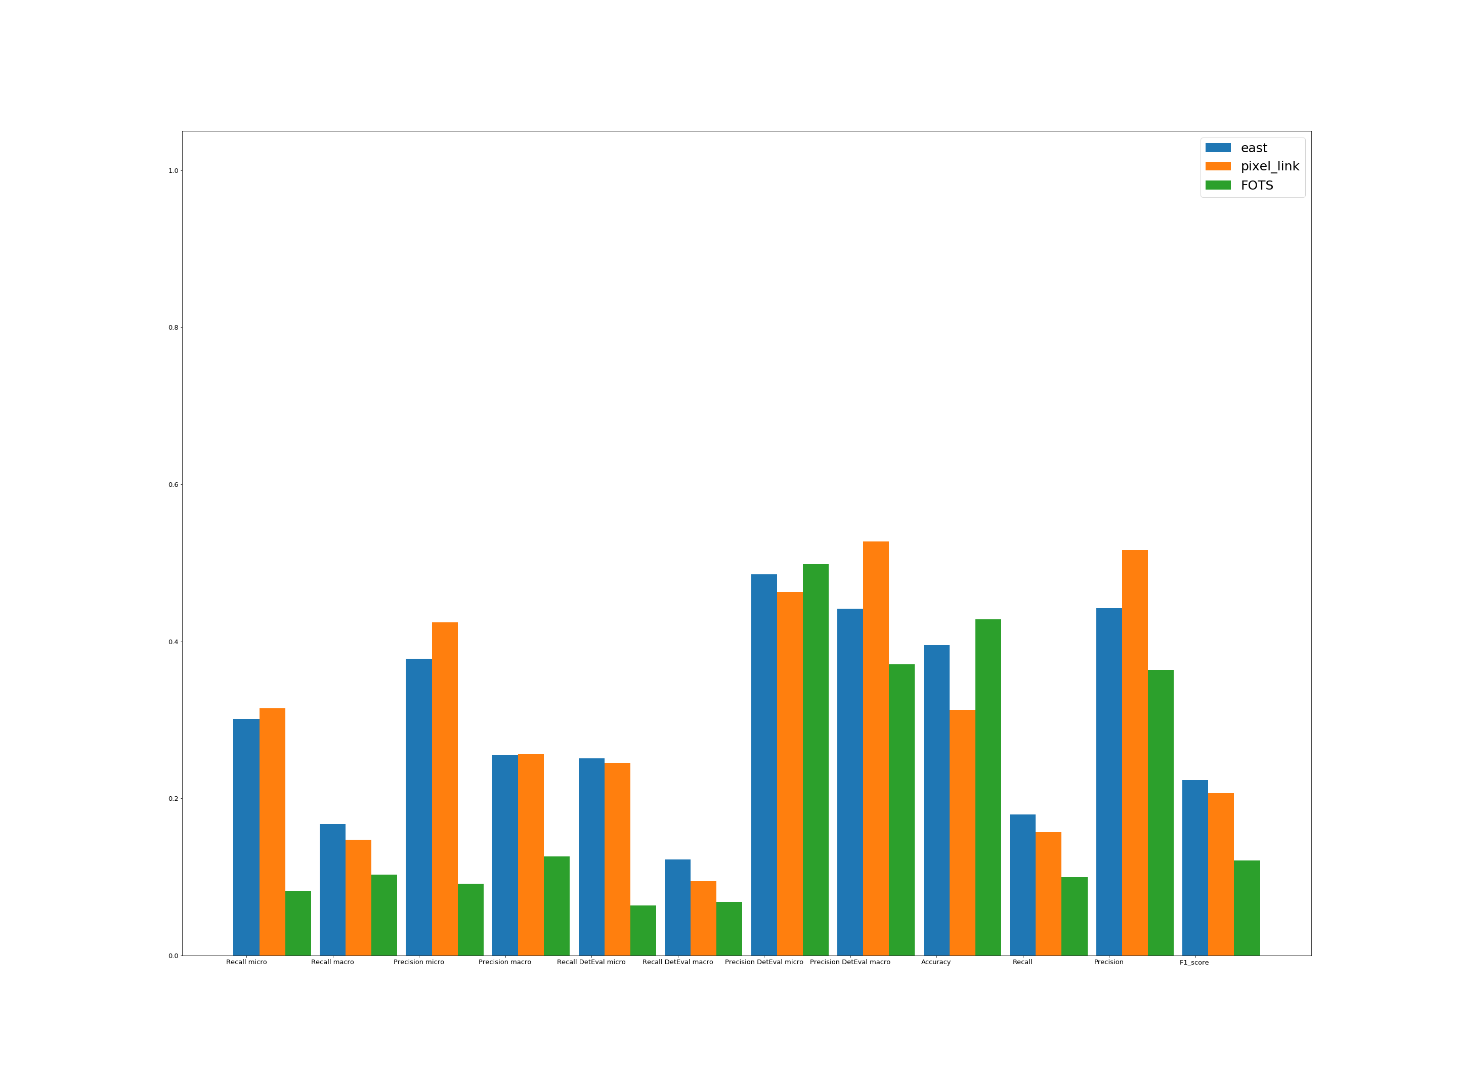 east
pixel_link
FOTS
1.0
0.8
0.6
0.4
0.2
0.0
Recall micro Recall macro Precision micro Precision macro Recall DetEval micro Recall DetEval macro Precision DetEval micro Precision DetEval macro Accuracy Recall Precision F1_score